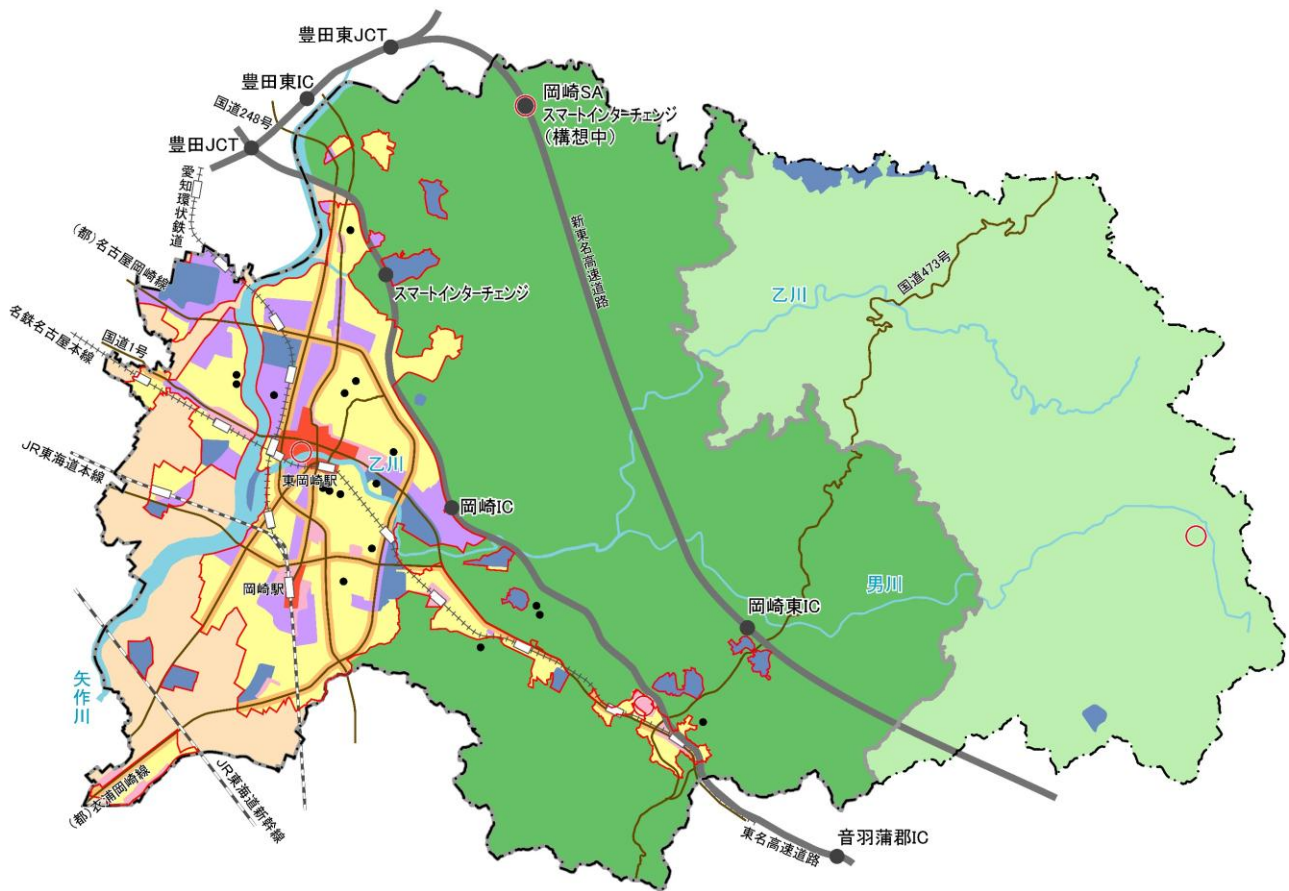 豊田東JCT
豊田東IC
国道248号
岡崎SA
スマートインターチェンジ
(構想中)
豊田JCT
愛知環状鉄道
新東名高速道路
国道473号
(都)名古屋岡崎線
スマートインターチェンジ
乙川
名鉄名古屋本線
国道1号
JR東海道本線
乙川
東岡崎駅
岡崎IC
岡崎駅
男川
岡崎東IC
矢作川
(都)衣浦岡崎線
JR東海道新幹線
東名高速道路
音羽蒲郡IC